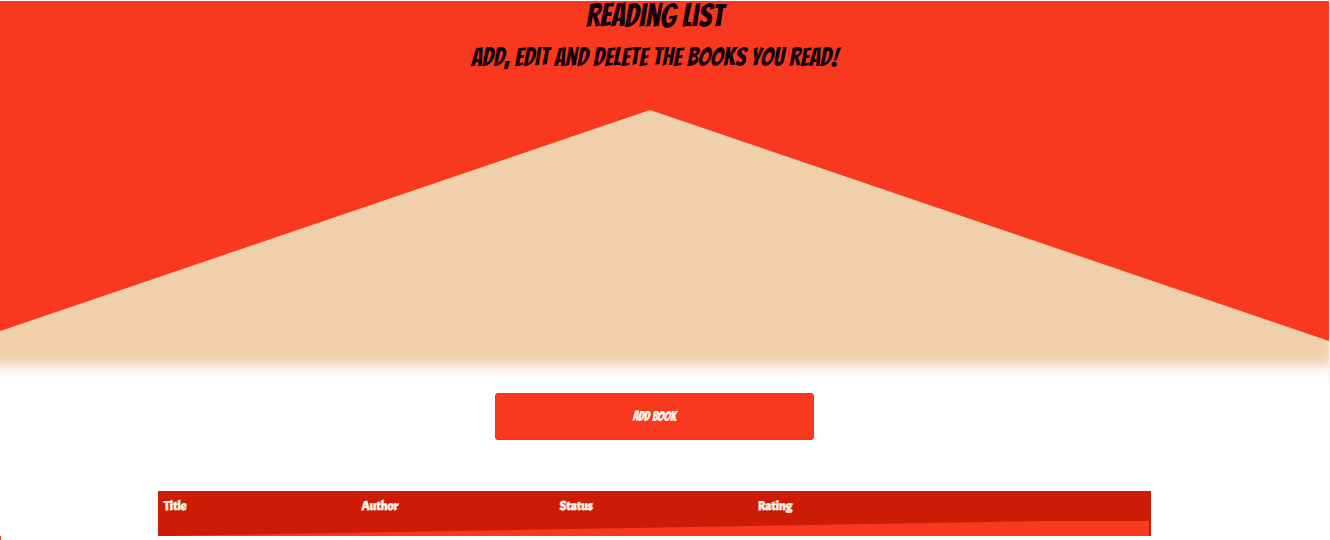 READING LIST
ADD, EDIT AND DELETE THE BOOKS YOU READ!
ADD BOOK
Title Author Status Rating